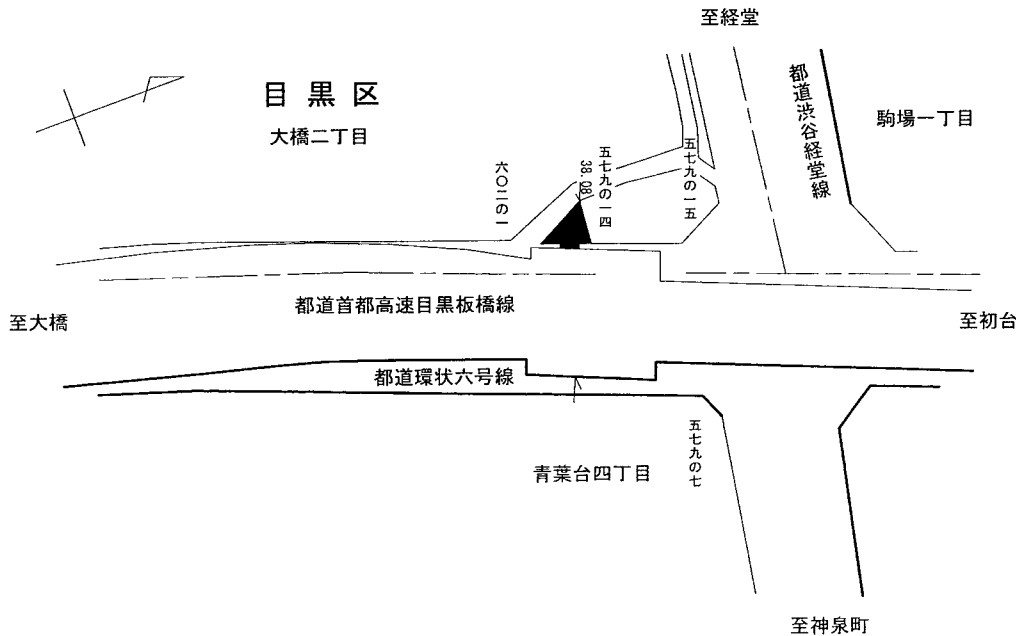 至経堂
都道渋谷経堂線
駒場一丁目
目黒区
大橋二丁目
五七九の一五
五七九の一四
38.08
六〇二の一
都道首都高速目黒板橋線
至大橋
至初台
都道環状六号線
五七九の七
青葉台四丁目
至神泉町